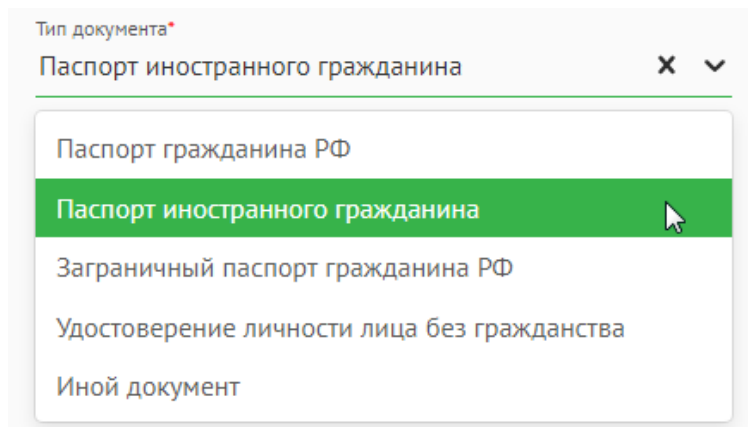 Тип документа*
Паспорт иностранного гражданина
Паспорт гражданина РФ
Паспорт иностранного гражданина
Заграничный паспорт гражданина РФ
Удостоверение личности лица без гражданства
Иной документ